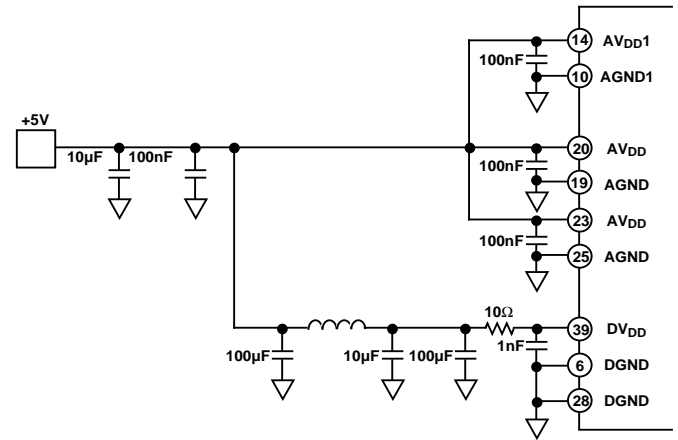 14 AVDD1
100nF
10 AGND1
+5V
10µF 100nF
20 AVDD
100nF
19 AGND
23 AVDD
100nF
25 AGND
10Ω
39 DVDD
100µF 10µF 100µF 1nF
6 DGND
28 DGND